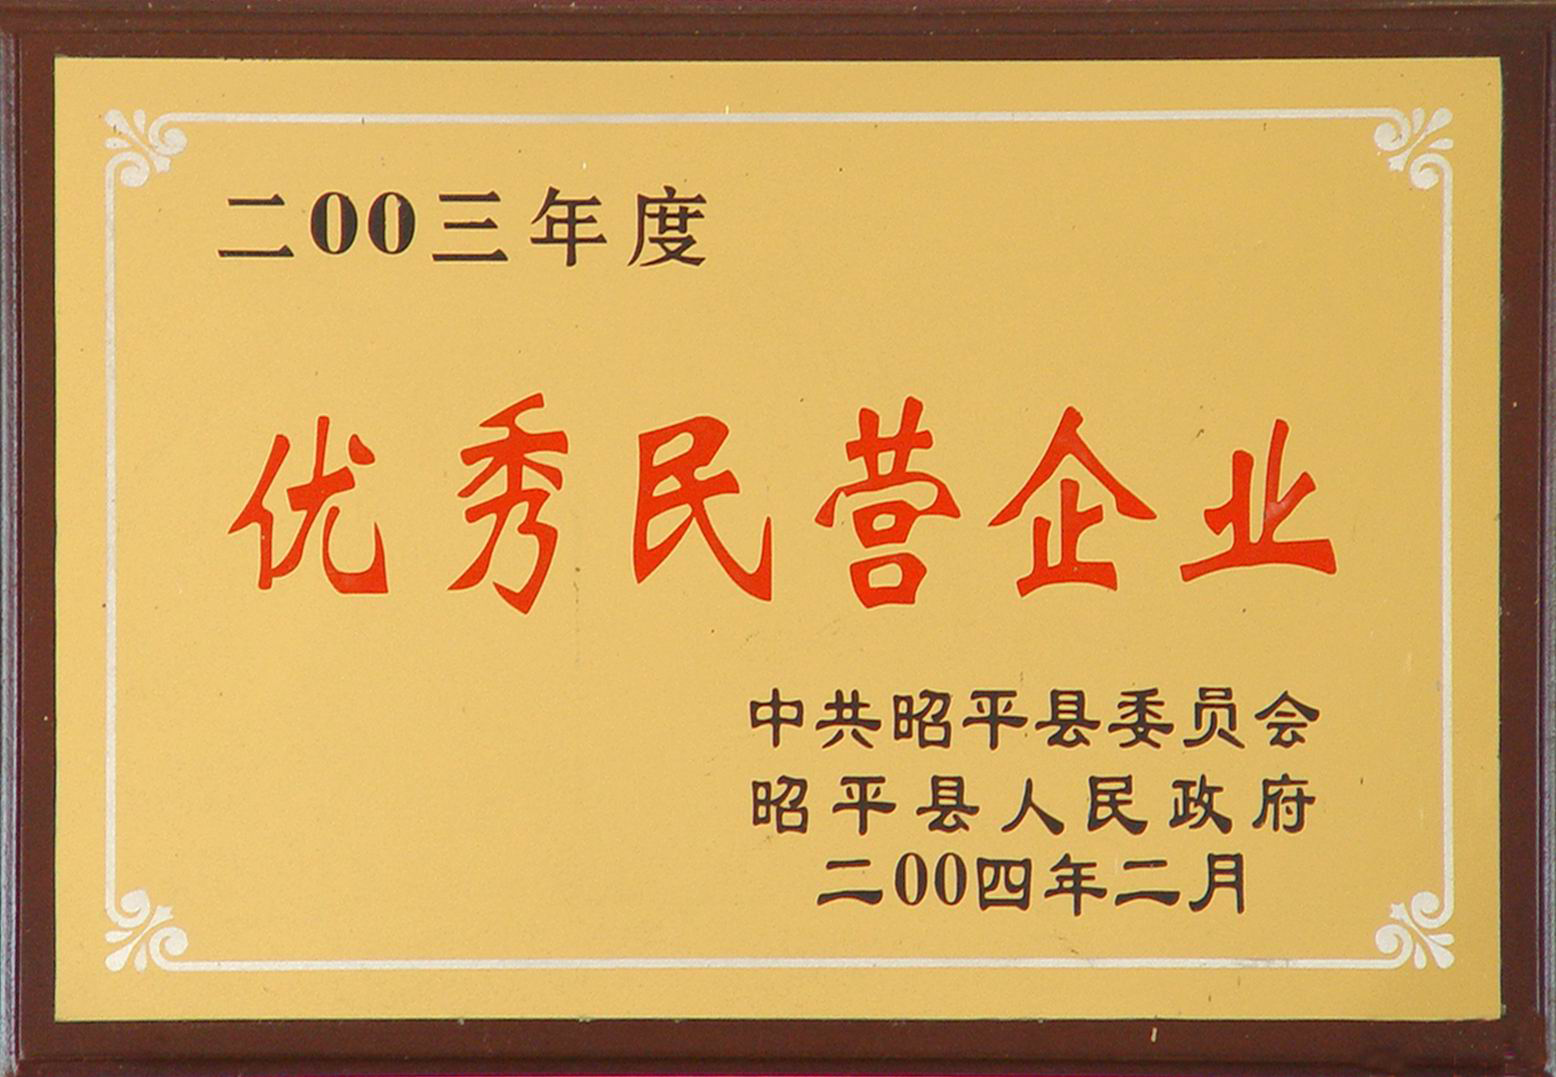 二00三年度
优秀民营企业
中共昭平县委员会
昭平县人民政府
二00四年二月